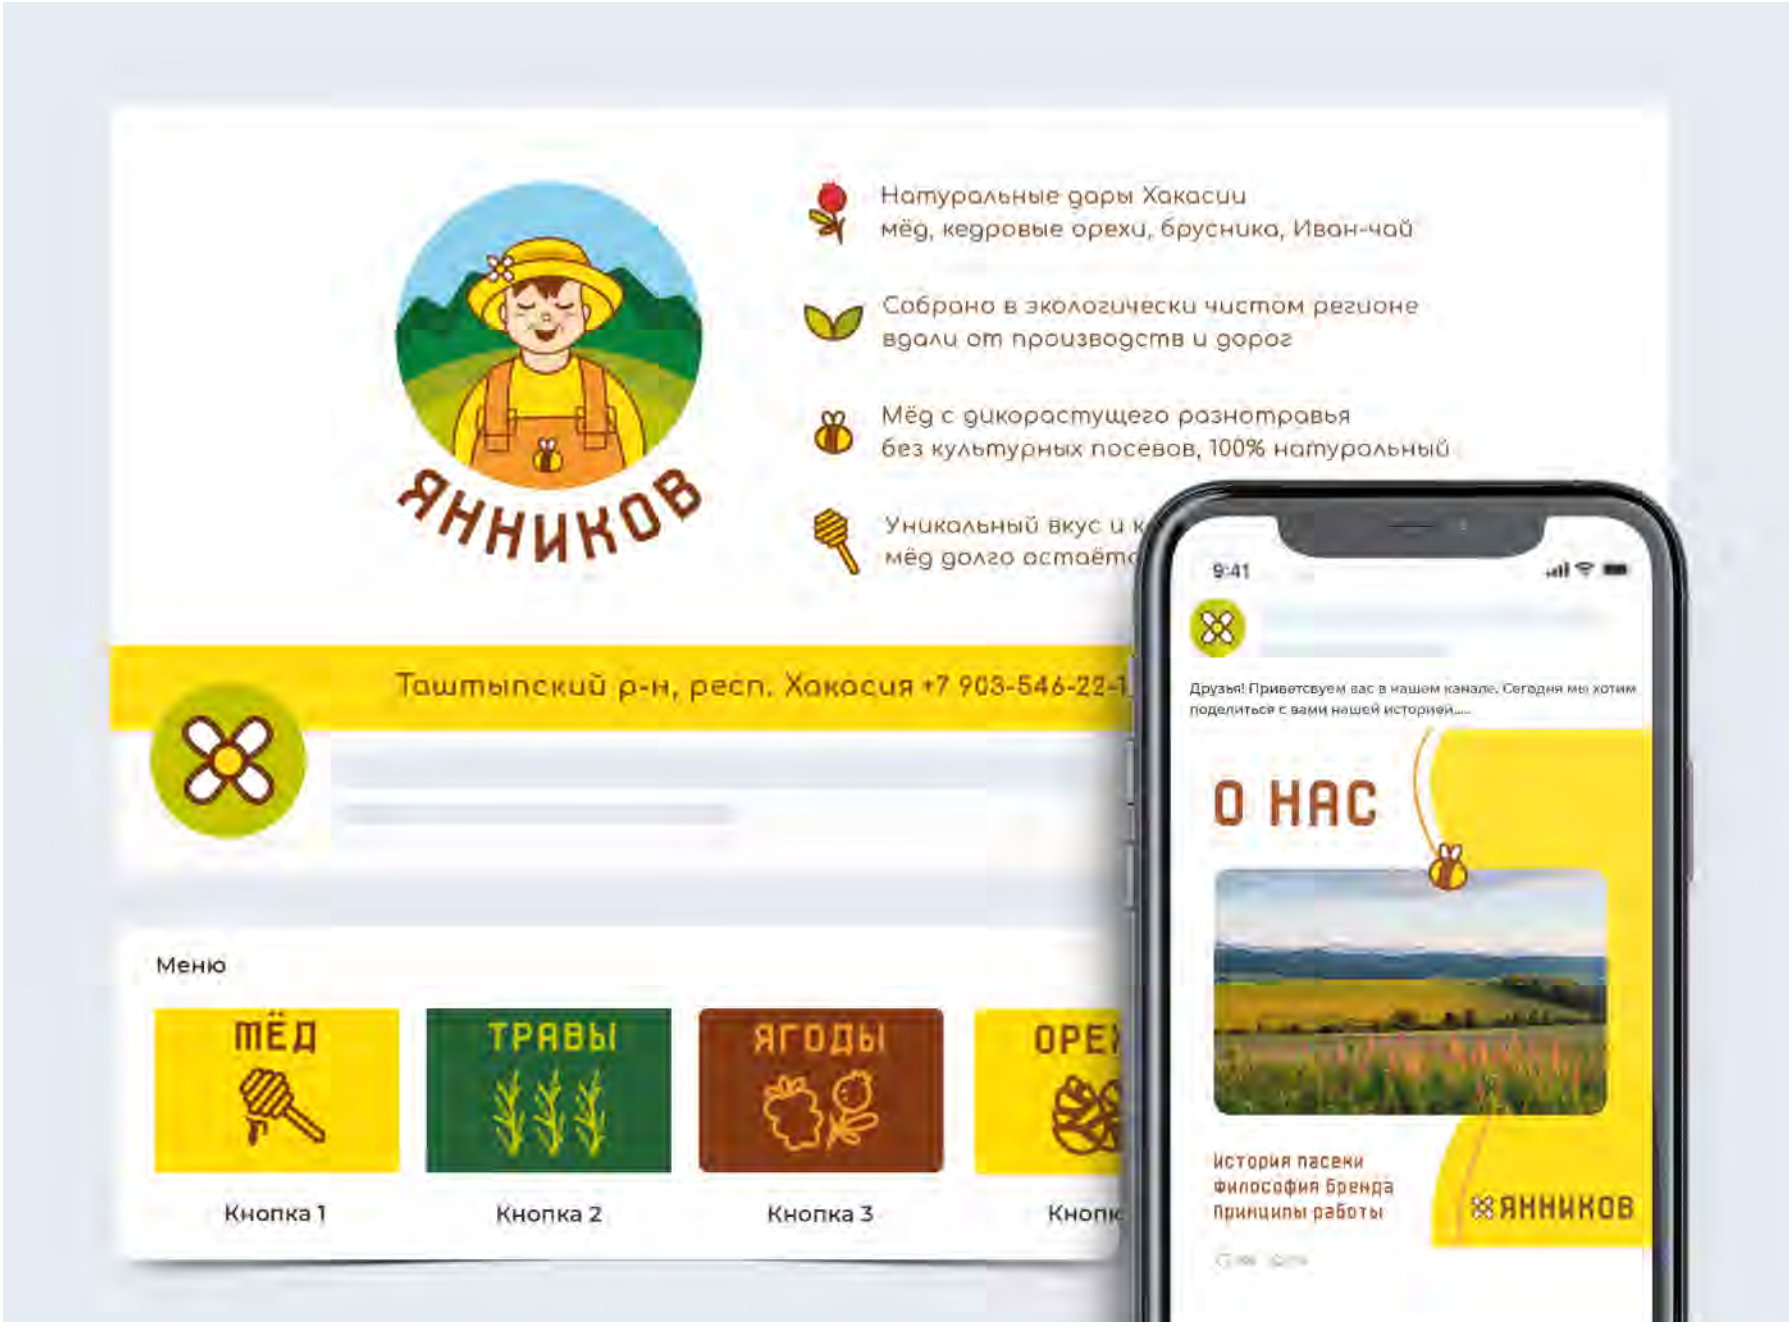 Натуральные дары Хакасии
мёд, кедровые орехи, брусника, Иван-чай
Собрано в экологически чистом регионе
вдали от производств и дорог
Мёд с дикорастущего разнотравья
без культурных посевов, 100% натуральный
ЯННИКОВ
Уникальный вкус и к
мёд долго остаётс
Таштыпский р-н, респ. Хакасия +7 903-546-22-1
Меню
МЁД
ТРАВЫ
ЯГОДЫ
ОРЕХ
Кнопка 1
Кнопка 2
Кнопка 3
Кнопк
9:41
Друзья! Приветсвуем вас в нашем канале. Сегодня мы хотим
поделиться с вами нашей историей.....
О НАС
История пасеки
Философия бренда
Принципы работы
ЯННИКОВ